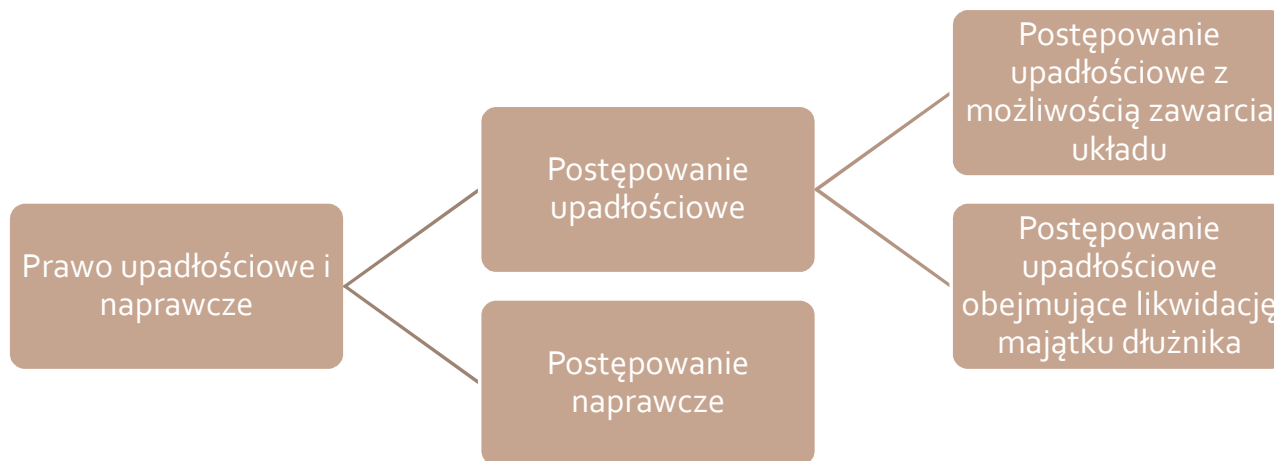 Prawo upadłościowe i
naprawcze
Postępowanie
upadłościowe
Postępowanie
naprawcze
Postępowanie
upadłościowe z
możliwością zawarcia
układu
Postępowanie
upadłościowe
obejmujące likwidację
majątku dłużnika